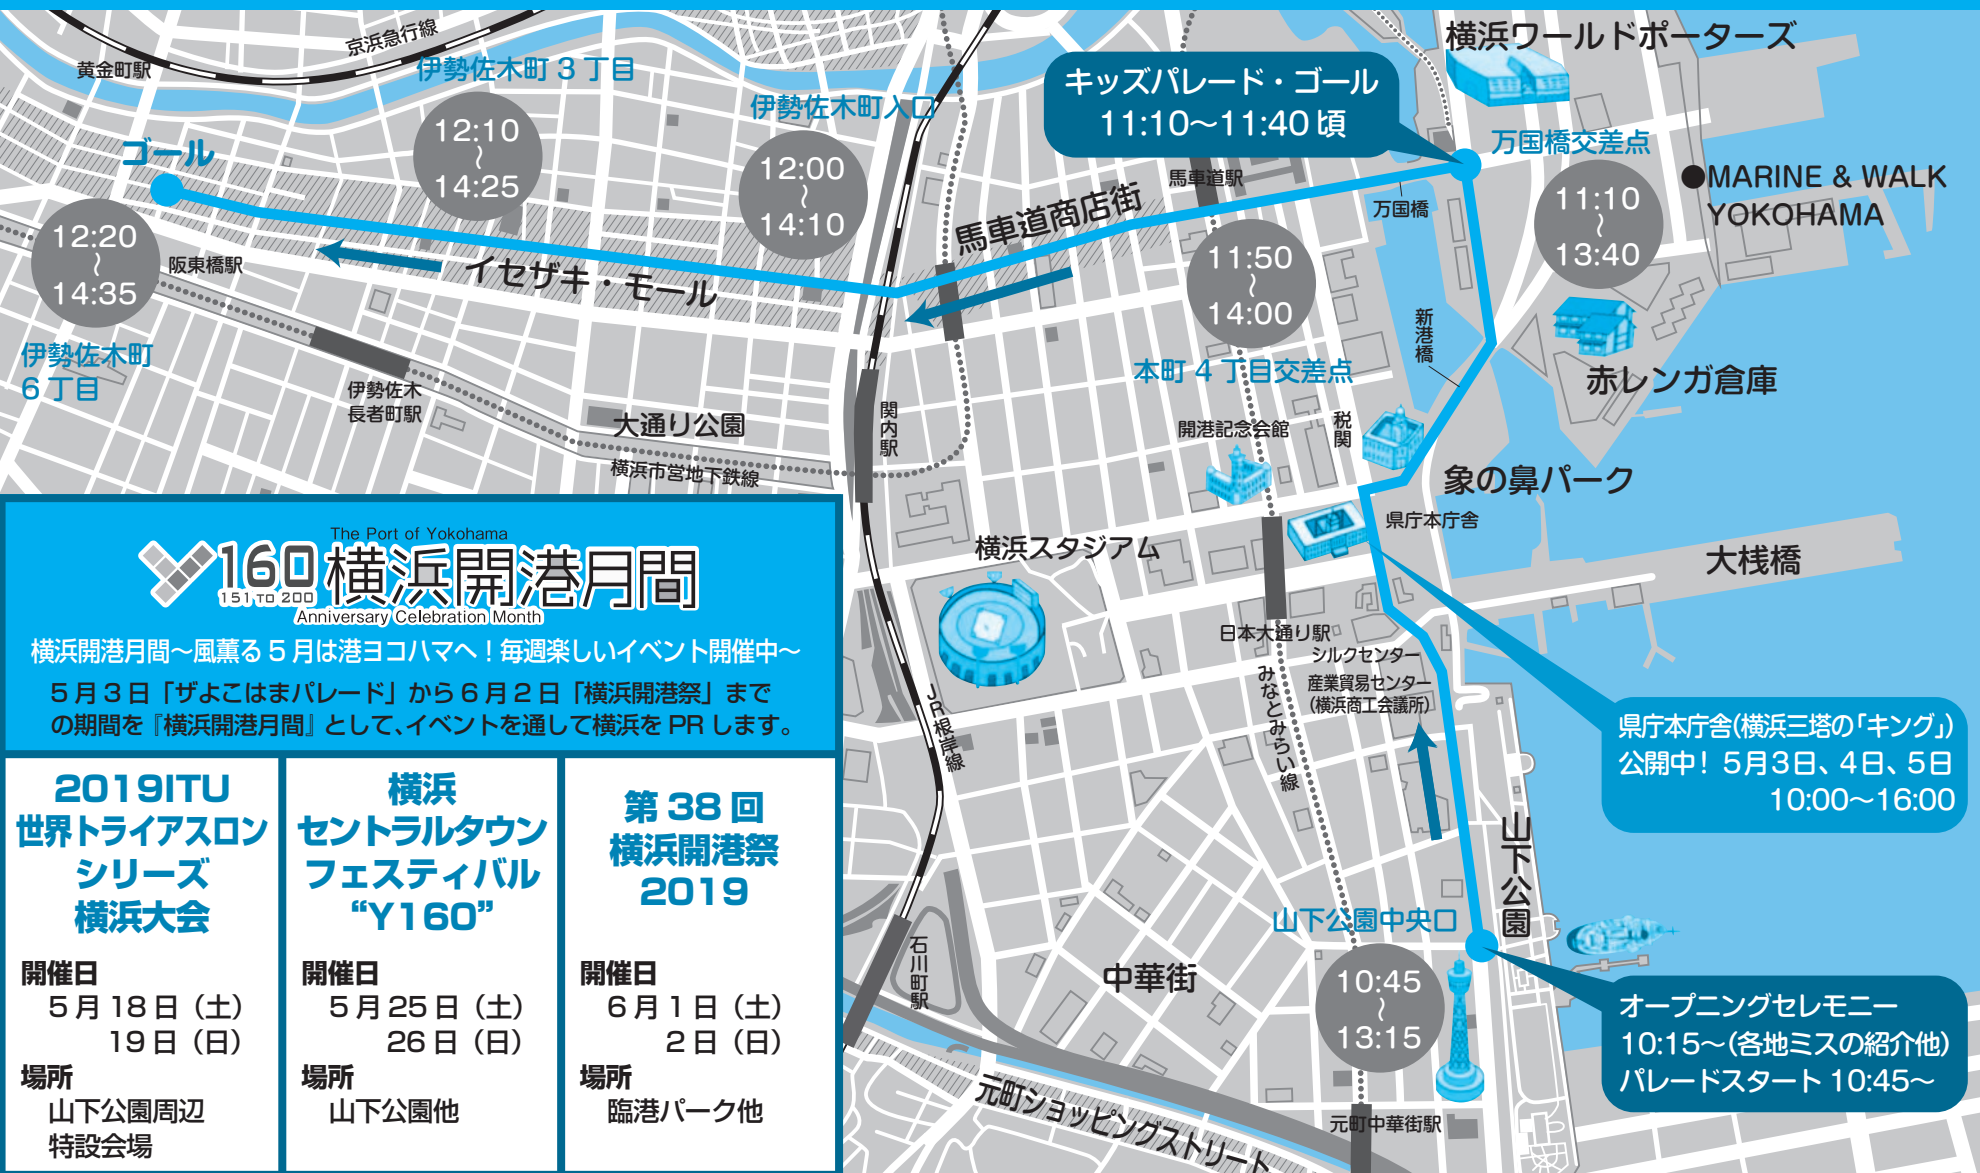 京浜急行線
黄金町駅
伊勢佐木町 3 丁目
伊勢佐木町入口
横浜ワールドポーターズ
キッズパレード・ゴール
11:10〜11:40 頃
万国橋交差点
11:10
〜
13:40
●MARINE & WALK
YOKOHAMA
12:10
〜
14:25
12:00
〜
14:10
ゴール
馬車道駅
万国橋
馬車道商店街
12:20
〜
14:35
阪東橋駅
イセザキ・モール
11:50
〜
14:00
本町 4 丁目交差点
新港橋
赤レンガ倉庫
伊勢佐木町
6 丁目
伊勢佐木
長者町駅
大通り公園
横浜市営地下鉄線
関内駅
開港記念会館
税関
象の鼻パーク
県庁本庁舎
横浜スタジアム
大桟橋
日本大通り駅
シルクセンター
産業貿易センター
(横浜商工会議所)
みなとみらい線
JR根岸線
県庁本庁舎(横浜三塔の「キング」)
公開中! 5月3日、4日、5日
10:00〜16:00
山下公園
山下公園中央口
10:45
〜
13:15
オープニングセレモニー
10:15〜(各地ミスの紹介他)
パレードスタート 10:45〜
中華街
石川町駅
元町ショッピングストリート
元町中華街駅
The Port of Yokohama
Y160 横浜開港月間
151 TO 200
Anniversary Celebration Month
横浜開港月間〜風薫る 5 月は港ヨコハマへ ! 毎週楽しいイベント開催中〜
5 月 3 日「ザよこはまパレード」から 6 月 2 日「横浜開港祭」まで
の期間を『横浜開港月間』として、イベントを通して横浜を PR します。
2019ITU
世界トライアスロン
シリーズ
横浜大会
開催日
5 月 18 日（土）
19 日（日）
場所
山下公園周辺
特設会場
横浜
セントラルタウン
フェスティバル
“Y160”
開催日
5 月 25 日（土）
26 日（日）
場所
山下公園他
第 38 回
横浜開港祭
2019
開催日
6 月 1 日（土）
2 日（日）
場所
臨港パーク他